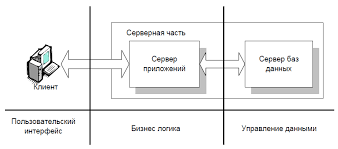 Серверная часть
Клиент
Сервер
приложений
Сервер баз
данных
Пользовательский
интерфейс
Бизнес логика
Управление данными